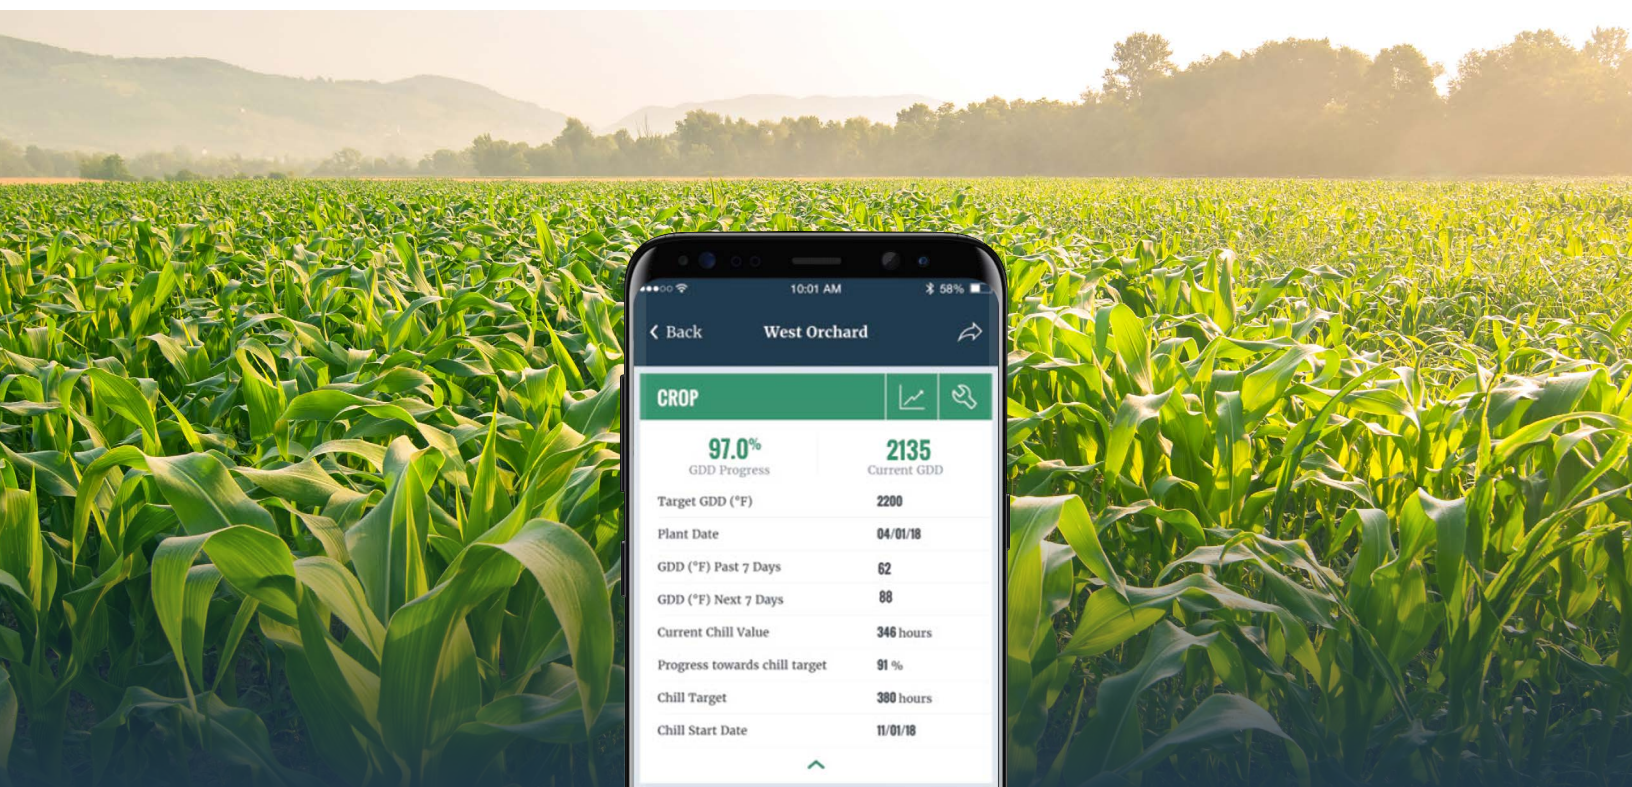 10:01 AM 58%
Back West Orchard
CROP
97.0% 2135
GDD Progress Current GDD
Target GDD (°F) 2200
Plant Date 04/01/18
GDD (°F) Past 7 Days 62
GDD (°F) Next 7 Days 88
Current Chill Value 346 hours
Progress towards chill target 91 %
Chill Target 380 hours
Chill Start Date 11/01/18